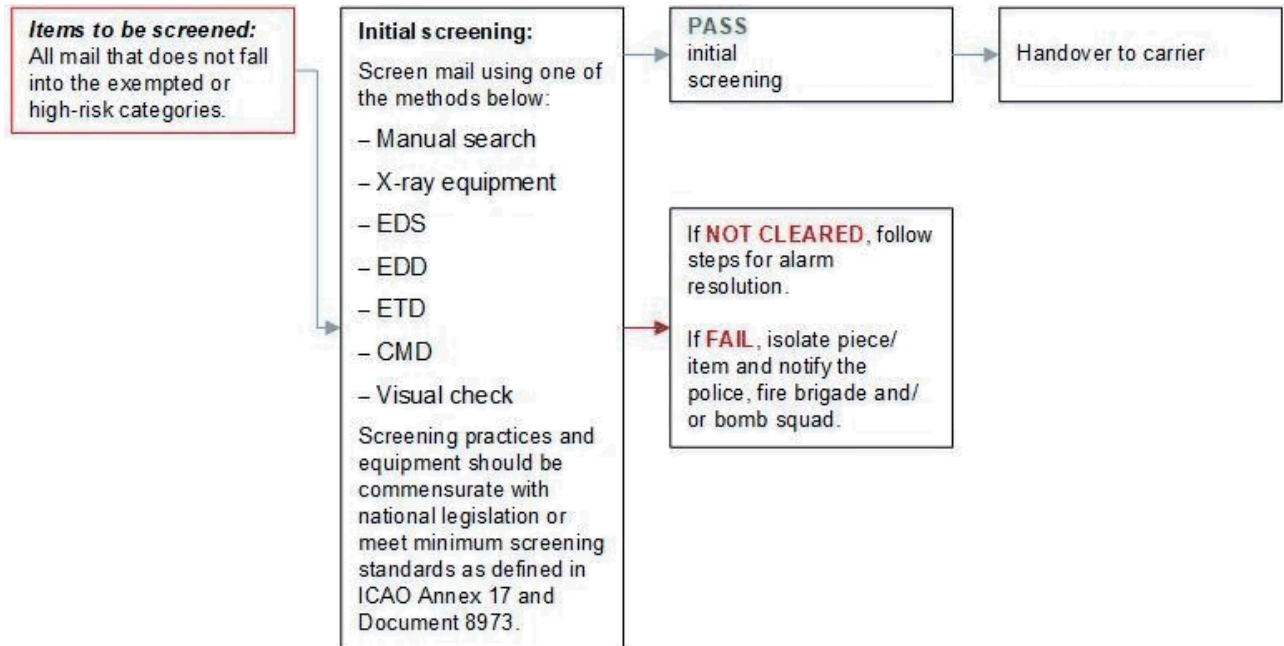 Items to be screened:
All mail that does not fall
into the exempted or
high-risk categories.
Initial screening:
Screen mail using one of
the methods below:
– Manual search
– X-ray equipment
– EDS
– EDD
– ETD
– CMD
– Visual check
Screening practices and
equipment should be
commensurate with
national legislation or
meet minimum screening
standards as defined in
ICAO Annex 17 and
Document 8973.
PASS
initial
screening
Handover to carrier
If NOT CLEARED, follow
steps for alarm
resolution.
If FAIL, isolate piece/
item and notify the
police, fire brigade and/
or bomb squad.